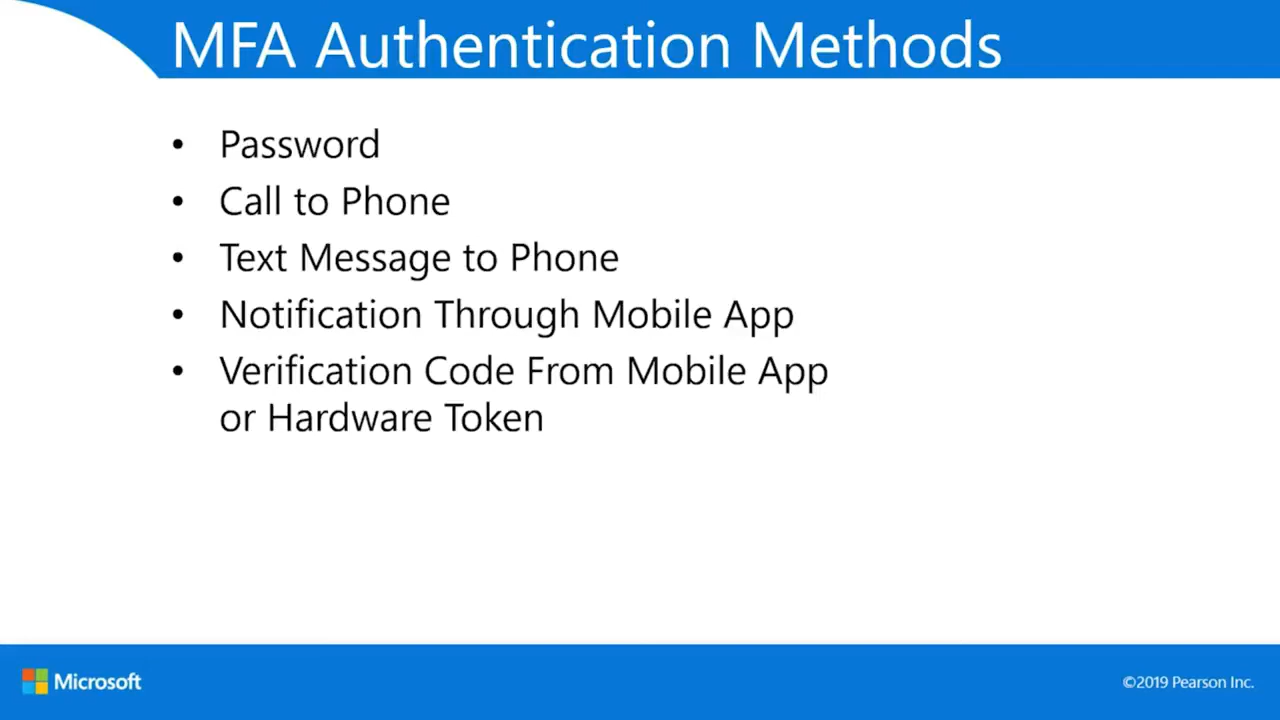 MFA Authentication Methods
• Password
• Call to Phone
• Text Message to Phone
• Notification Through Mobile App
• Verification Code From Mobile App
or Hardware Token
Microsoft
©2019 Pearson Inc.